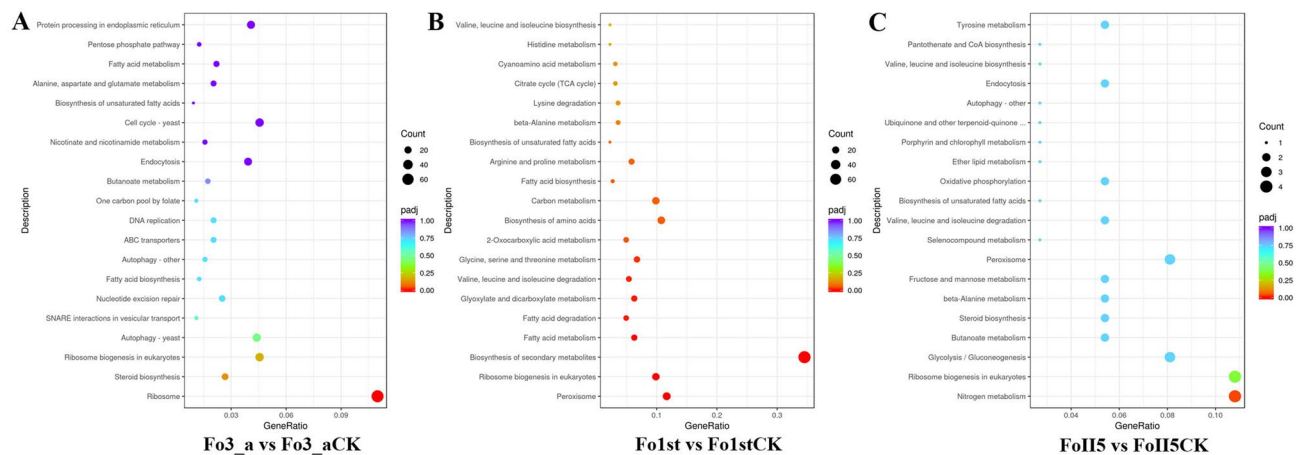 A
Protein processing in endoplasmic reticulum
Pentose phosphate pathway
Fatty acid metabolism
Alanine, aspartate and glutamate metabolism
Biosynthesis of unsaturated fatty acids
Cell cycle - yeast
Nicotinate and nicotinamide metabolism
Endocytosis
Butanoate metabolism
One carbon pool by folate
DNA replication
ABC transporters
Autophagy - other
Fatty acid biosynthesis
Nucleotide excision repair
SNARE interactions in vesicular transport
Autophagy - yeast
Ribosome biogenesis in eukaryotes
Steroid biosynthesis
Ribosome
Description
0.03 0.06 0.09
GeneRatio
Count
20
40
60
padj
1.00
0.75
0.50
0.25
0.00
Fo3_a vs Fo3_aCK
B
Valine, leucine and isoleucine biosynthesis
Histidine metabolism
Cyanoamino acid metabolism
Citrate cycle (TCA cycle)
Lysine degradation
beta-Alanine metabolism
Biosynthesis of unsaturated fatty acids
Arginine and proline metabolism
Fatty acid biosynthesis
Carbon metabolism
Biosynthesis of amino acids
2-Oxocarboxylic acid metabolism
Glycine, serine and threonine metabolism
Valine, leucine and isoleucine degradation
Glyoxylate and dicarboxylate metabolism
Fatty acid degradation
Fatty acid metabolism
Biosynthesis of secondary metabolites
Ribosome biogenesis in eukaryotes
Peroxisome
Description
0.1 0.2 0.3
GeneRatio
Count
20
40
60
padj
1.00
0.75
0.50
0.25
0.00
Fo1st vs Fo1stCK
C
Tyrosine metabolism
Pantothenate and CoA biosynthesis
Valine, leucine and isoleucine biosynthesis
Endocytosis
Autophagy - other
Ubiquinone and other terpenoid-quinone ...
Porphyrin and chlorophyll metabolism
Ether lipid metabolism
Oxidative phosphorylation
Biosynthesis of unsaturated fatty acids
Valine, leucine and isoleucine degradation
Selenocompound metabolism
Peroxisome
Fructose and mannose metabolism
beta-Alanine metabolism
Steroid biosynthesis
Butanoate metabolism
Glycolysis / Gluconeogenesis
Ribosome biogenesis in eukaryotes
Nitrogen metabolism
Description
0.04 0.06 0.08 0.10
GeneRatio
Count
1
2
3
4
padj
1.00
0.75
0.50
0.25
0.00
FoII5 vs FoII5CK